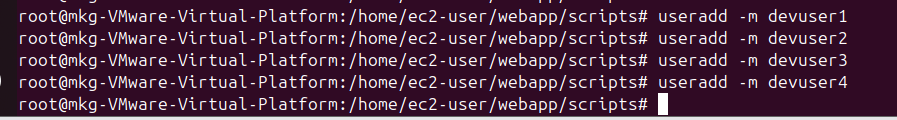 root@mkg-VMware-Virtual-Platform:/home/ec2-user/webapp/scripts# useradd -m devuser1
root@mkg-VMware-Virtual-Platform:/home/ec2-user/webapp/scripts# useradd -m devuser2
root@mkg-VMware-Virtual-Platform:/home/ec2-user/webapp/scripts# useradd -m devuser3
root@mkg-VMware-Virtual-Platform:/home/ec2-user/webapp/scripts# useradd -m devuser4
root@mkg-VMware-Virtual-Platform:/home/ec2-user/webapp/scripts#